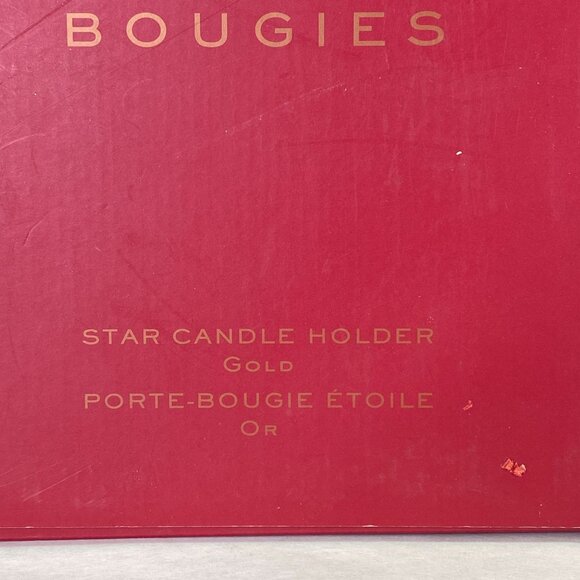 BOUGIES
STAR CANDLE HOLDER
GOLD
PORTE-BOUGIE ÉTOILE
OR